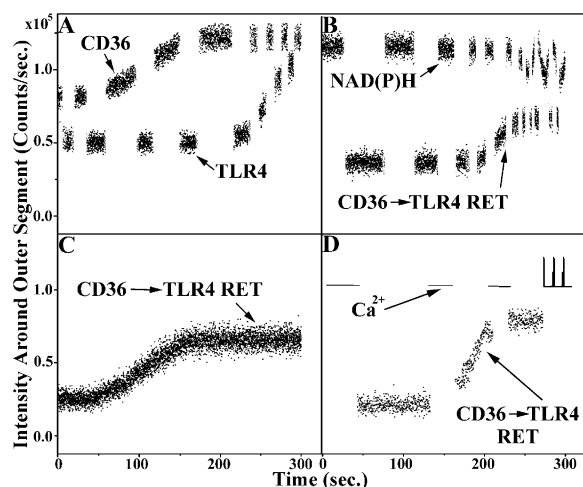 x10⁵
A
B
CD36
NAD(P)H
TLR4
CD36→TLR4 RET
1.0
0.5
0.0
C
D
CD36 → TLR4 RET
Ca²⁺
CD36→TLR4
RET
1.0
0.5
0.0
0 100 200 300 0 100 200 300
Intensity Around Outer Segment (Counts/sec.)
Time (sec.)